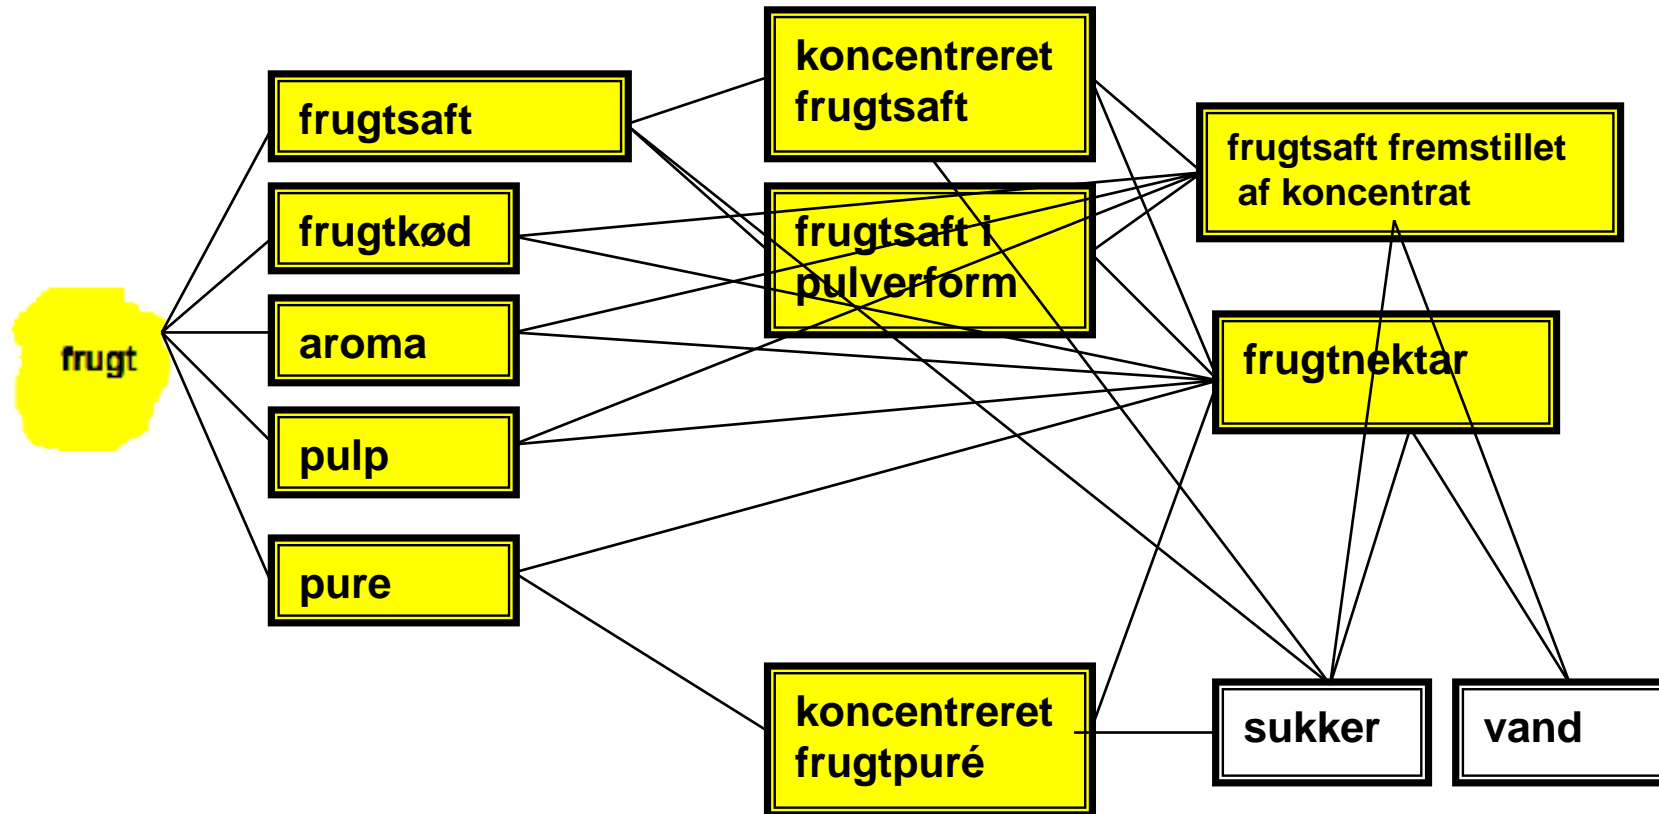 frugt
frugtsaft
frugtkød
aroma
pulp
pure
koncentreret
frugtsaft
frugtsaft i
pulverform
koncentreret
frugtpuré
frugtsaft fremstillet
af koncentrat
frugtnektar
sukker
vand